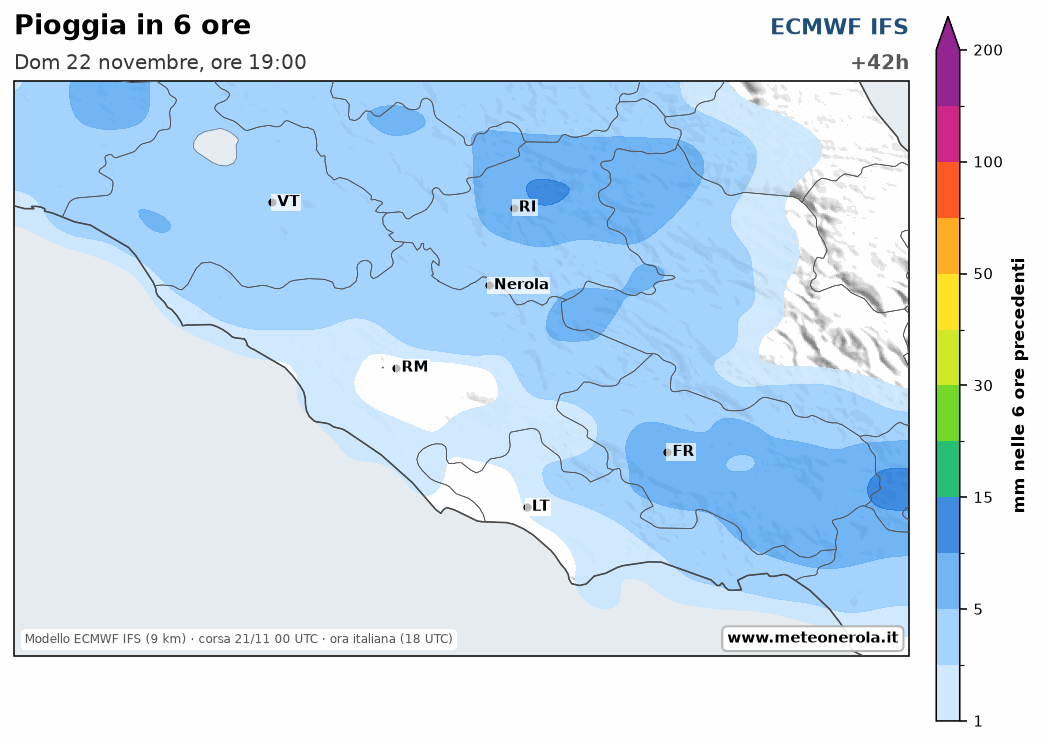 Pioggia in 6 ore
ECMWF IFS
Dom 22 novembre, ore 19:00
+42h
200
100
50
30
15
5
1
mm nelle 6 ore precedenti
VT
RI
Nerola
RM
FR
LT
Modello ECMWF IFS (9 km) · corsa 21/11 00 UTC · ora italiana (18 UTC)
www.meteonerola.it